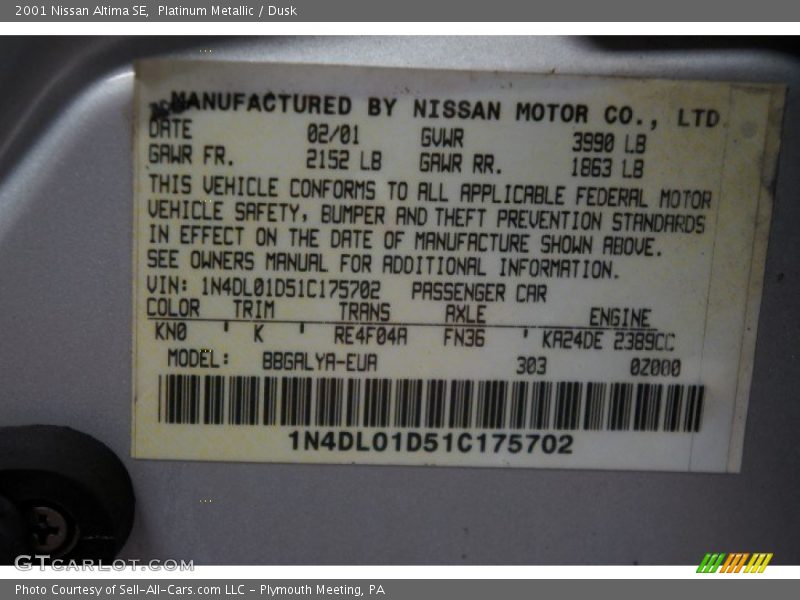 2001 Nissan Altima SE, Platinum Metallic / Dusk
MANUFACTURED BY NISSAN MOTOR CO., LTD
DATE 02/01 GVWR 3990 LB
GAWR FR. 2152 LB GAWR RR. 1863 LB
THIS VEHICLE CONFORMS TO ALL APPLICABLE FEDERAL MOTOR
VEHICLE SAFETY, BUMPER AND THEFT PREVENTION STANDARDS
IN EFFECT ON THE DATE OF MANUFACTURE SHOWN ABOVE.
SEE OWNERS MANUAL FOR ADDITIONAL INFORMATION.
VIN: 1N4DL01D51C175702 PASSENGER CAR
COLOR TRIM TRANS AXLE ENGINE
KN0 ' K ' RE4F04A FN36 ' KA24DE 2389CC
MODEL: BBGALYA-EUA 303 0Z000
1N4DL01D51C175702
GTCARLOT.COM
Photo Courtesy of Sell-All-Cars.com LLC - Plymouth Meeting, PA